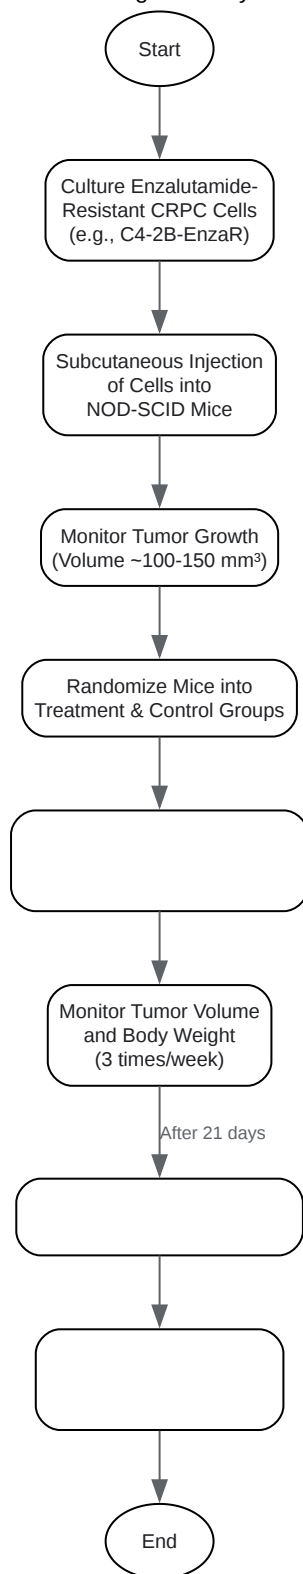 Start
Culture Enzalutamide-
Resistant CRPC Cells
(e.g., C4-2B-EnzaR)
Subcutaneous Injection
of Cells into
NOD-SCID Mice
Monitor Tumor Growth
(Volume ~100-150 mm³)
Randomize Mice into
Treatment & Control Groups
Monitor Tumor Volume
and Body Weight
(3 times/week)
After 21 days
End